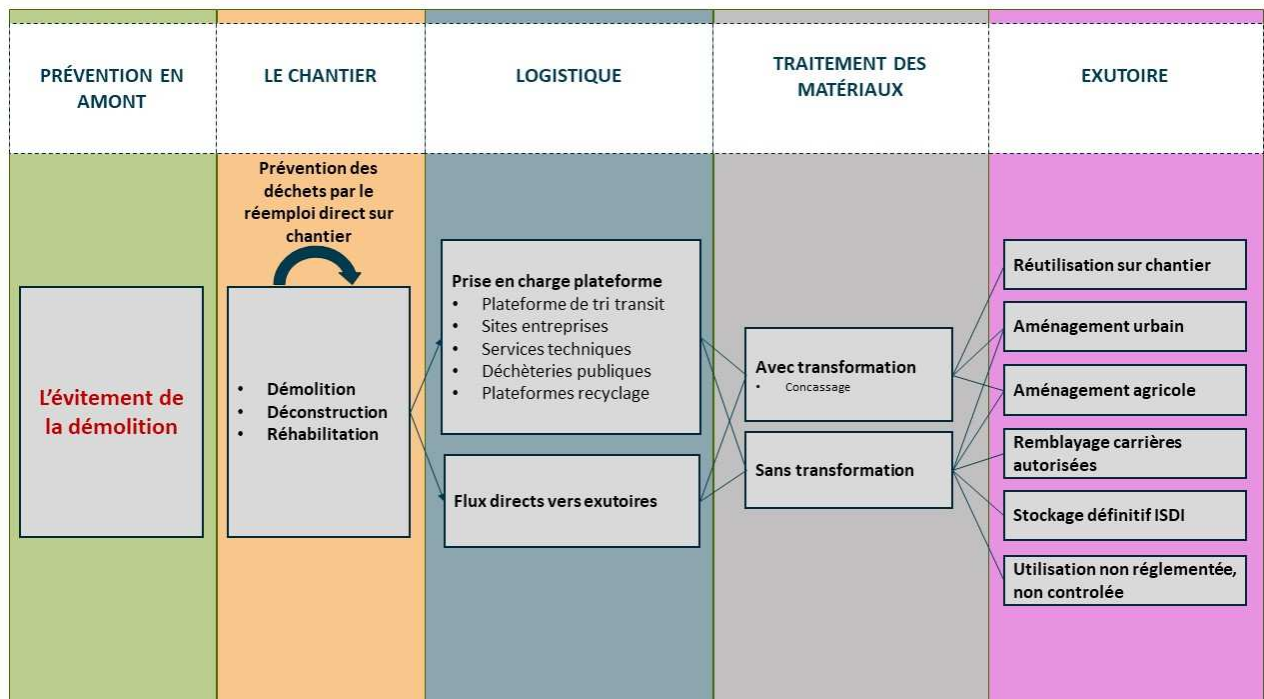 PRÉVENTION EN
AMONT
LE CHANTIER
LOGISTIQUE
TRAITEMENT DES
MATÉRIAUX
EXUTOIRE
L'évitement de
la démolition
Prévention des
déchets par le
réemploi direct sur
chantier
• Démolition
• Déconstruction
• Réhabilitation
Prise en charge plateforme
• Plateforme de tri transit
• Sites entreprises
• Services techniques
• Déchèteries publiques
• Plateformes recyclage
Flux directs vers exutoires
Avec transformation
• Concassage
Sans transformation
Réutilisation sur chantier
Aménagement urbain
Aménagement agricole
Remblayage carrières
autorisées
Stockage définitif ISDI
Utilisation non réglementée,
non controlée